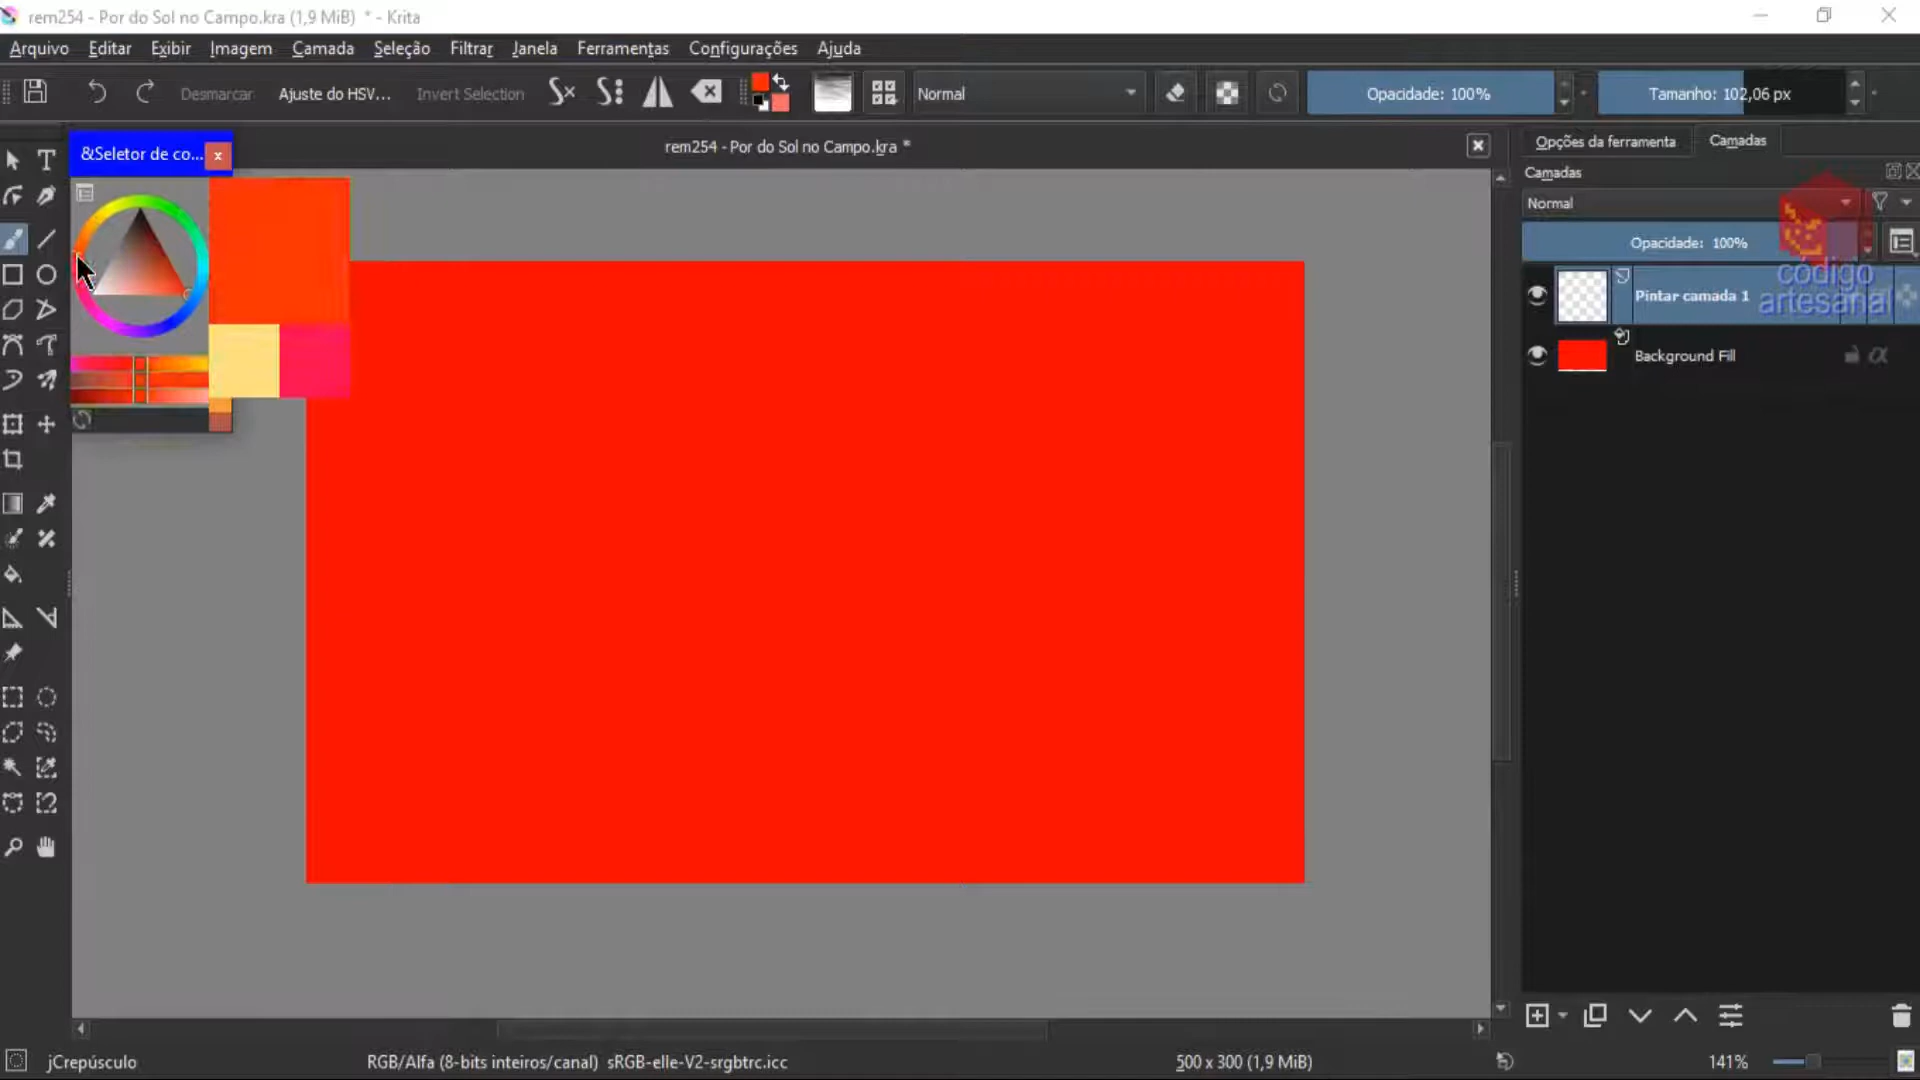 rem254 - Por do Sol no Campo.kra (1,9 MiB) * - Krita
Arquivo Editar Exibir Imagem Camada Seleção Filtrar Janela Ferramentas Configurações Ajuda
Desmarcar Ajuste do HSV... Invert Selection Normal Opacidade: 100% Tamanho: 102,06 px
&Seletor de co... x
rem254 - Por do Sol no Campo.kra *
Opções da ferramenta Camadas
Camadas
Normal
Opacidade: 100%
código
artesanal
Pintar camada 1
Background Fill
jCrepúsculo RGB/Alfa (8-bits inteiros/canal) sRGB-elle-V2-srgbtrc.icc 500 x 300 (1,9 MiB) 141%